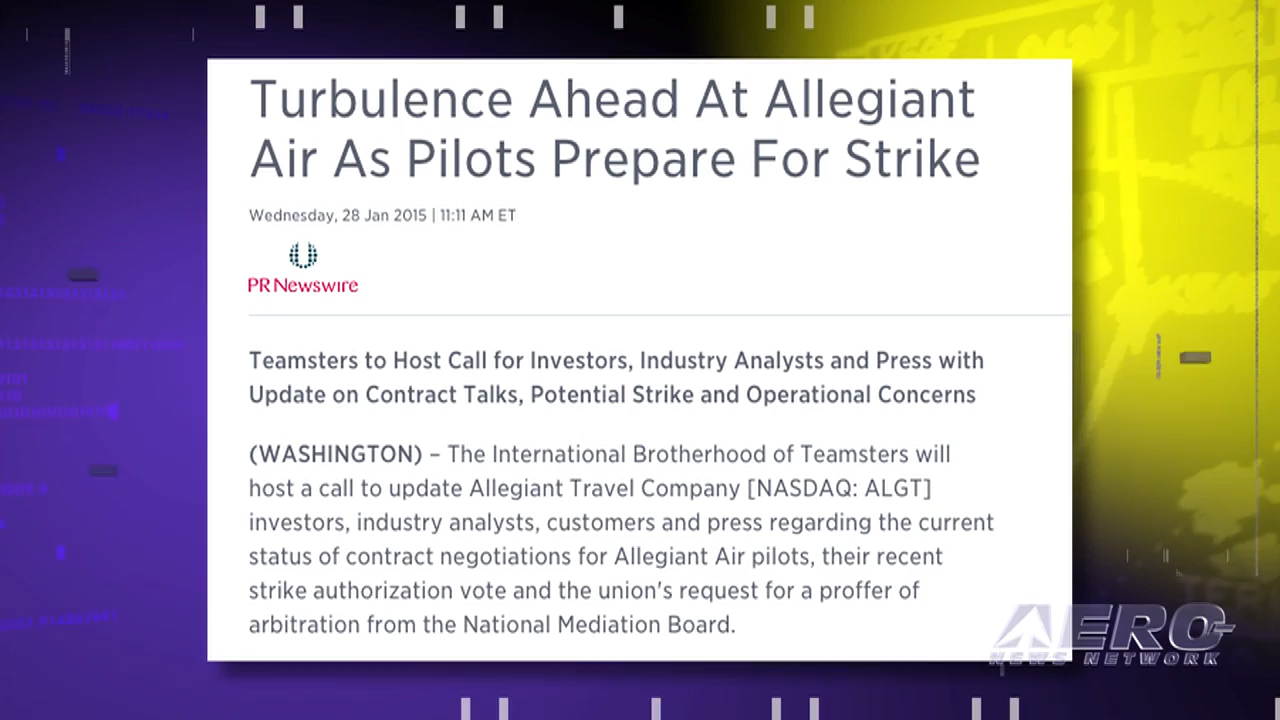 Turbulence Ahead At Allegiant
Air As Pilots Prepare For Strike
Wednesday, 28 Jan 2015 | 11:11 AM ET
PR Newswire
Teamsters to Host Call for Investors, Industry Analysts and Press with
Update on Contract Talks, Potential Strike and Operational Concerns
(WASHINGTON) – The International Brotherhood of Teamsters will
host a call to update Allegiant Travel Company [NASDAQ: ALGT]
investors, industry analysts, customers and press regarding the current
status of contract negotiations for Allegiant Air pilots, their recent
strike authorization vote and the union's request for a proffer of
arbitration from the National Mediation Board.
AERO-
NEWS NETWORK